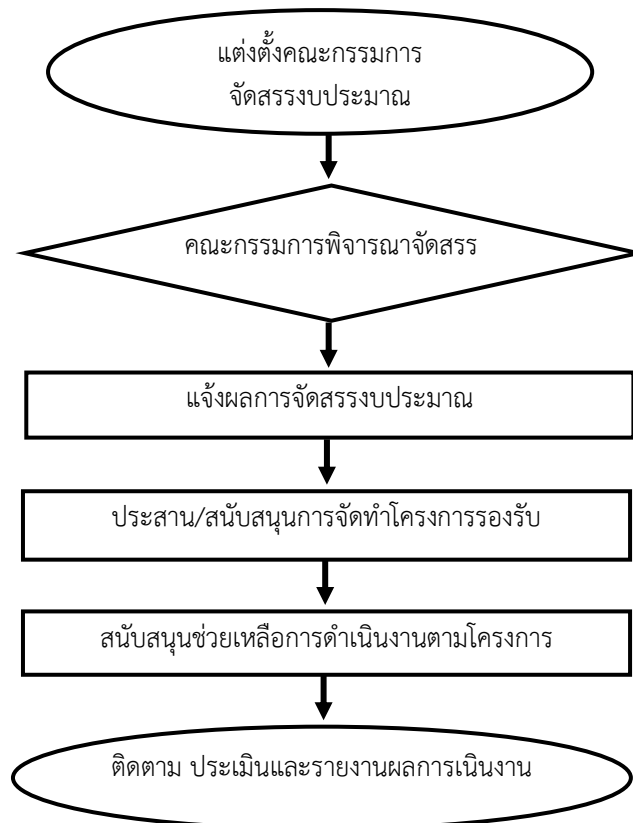 แต่งตั้งคณะกรรมการ
จัดสรรงบประมาณ
คณะกรรมการพิจารณาจัดสรร
แจ้งผลการจัดสรรงบประมาณ
ประสาน/สนับสนุนการจัดทำโครงการรองรับ
สนับสนุนช่วยเหลือการดำเนินงานตามโครงการ
ติดตาม ประเมินและรายงานผลการเนินงาน